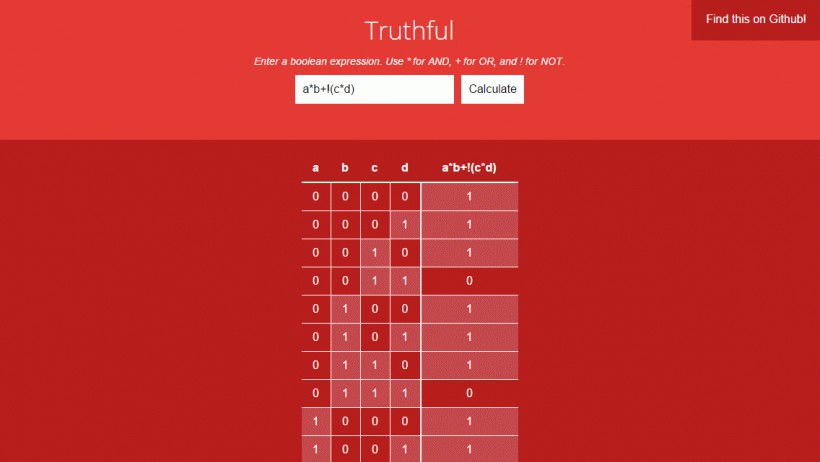 Truthful
Find this on Github!
Enter a boolean expression. Use * for AND, + for OR, and ! for NOT.
a*b+!(c*d) Calculate
a b c d a*b+!(c*d)
0 0 0 0 1
0 0 0 1 1
0 0 1 0 1
0 0 1 1 0
0 1 0 0 1
0 1 0 1 1
0 1 1 0 1
0 1 1 1 0
1 0 0 0 1
1 0 0 1 1